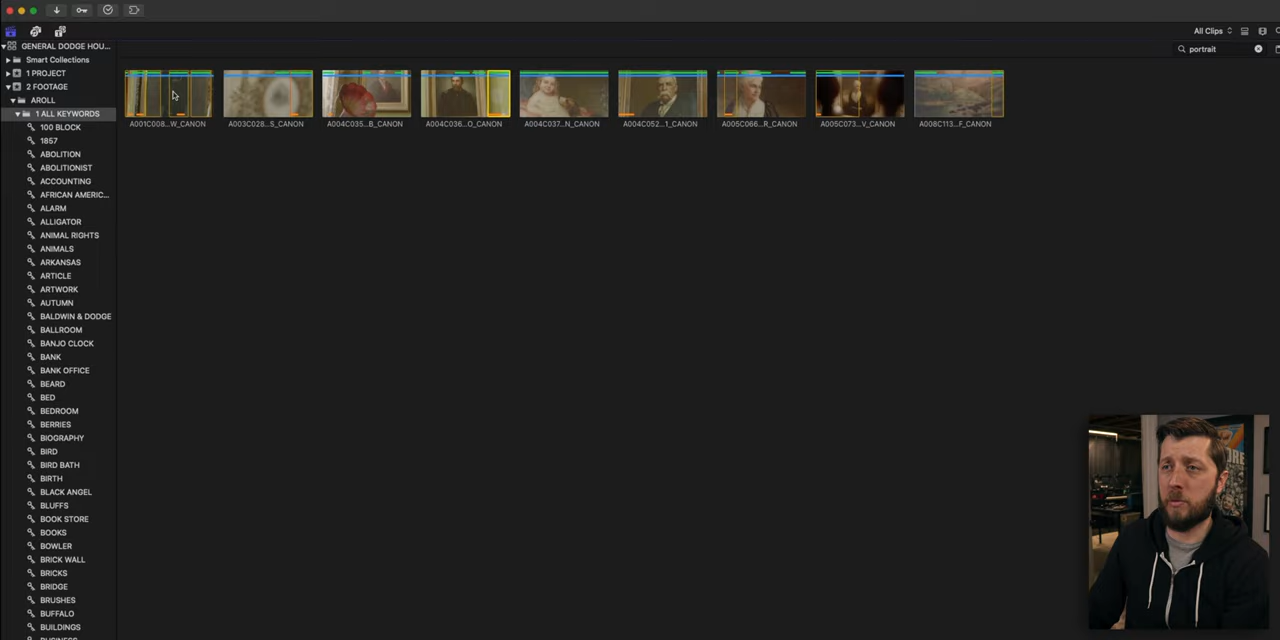 All Clips
GENERAL DODGE HOU...
portrait
Smart Collections
1 PROJECT
2 FOOTAGE
AROLL
1 ALL KEYWORDS
A001C008...W_CANON
A003C028...S_CANON
A004C035...B_CANON
A004C036...O_CANON
A004C037...N_CANON
A004C052...1_CANON
A005C066...R_CANON
A005C073...V_CANON
A008C113...F_CANON
100 BLOCK
1857
ABOLITION
ABOLITIONIST
ACCOUNTING
AFRICAN AMERIC...
ALARM
ALLIGATOR
ANIMAL RIGHTS
ANIMALS
ARKANSAS
ARTICLE
ARTWORK
AUTUMN
BALDWIN & DODGE
BALLROOM
BANJO CLOCK
BANK
BANK OFFICE
BEARD
BED
BEDROOM
BERRIES
BIOGRAPHY
BIRD
BIRD BATH
BIRTH
BLACK ANGEL
BLUFFS
BOOK STORE
BOOKS
BOWLER
BRICK WALL
BRICKS
BRIDGE
BRUSHES
BUFFALO
BUILDINGS